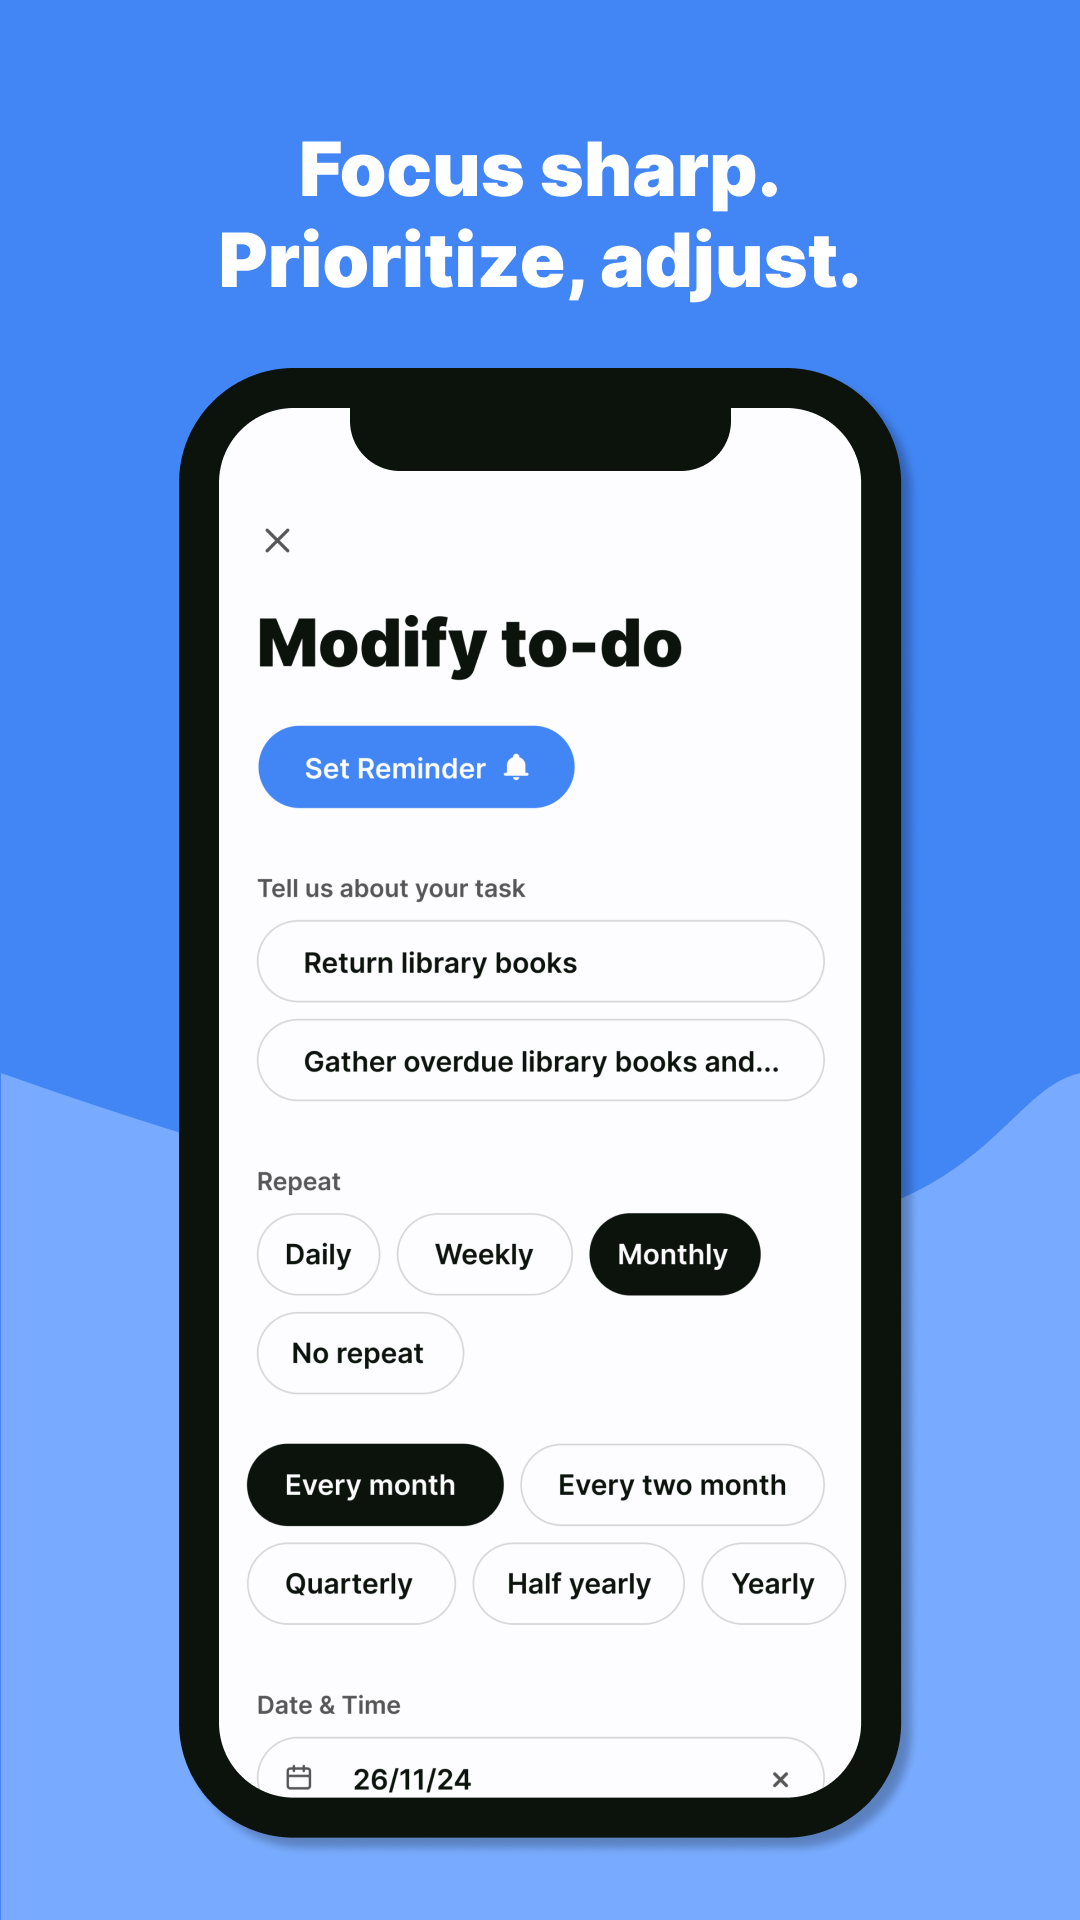 Focus sharp.
Prioritize, adjust.
Modify to-do
Set Reminder
Tell us about your task
Return library books
Gather overdue library books and...
Repeat
Daily Weekly Monthly
No repeat
Every month Every two month
Quarterly Half yearly Yearly
Date & Time
26/11/24